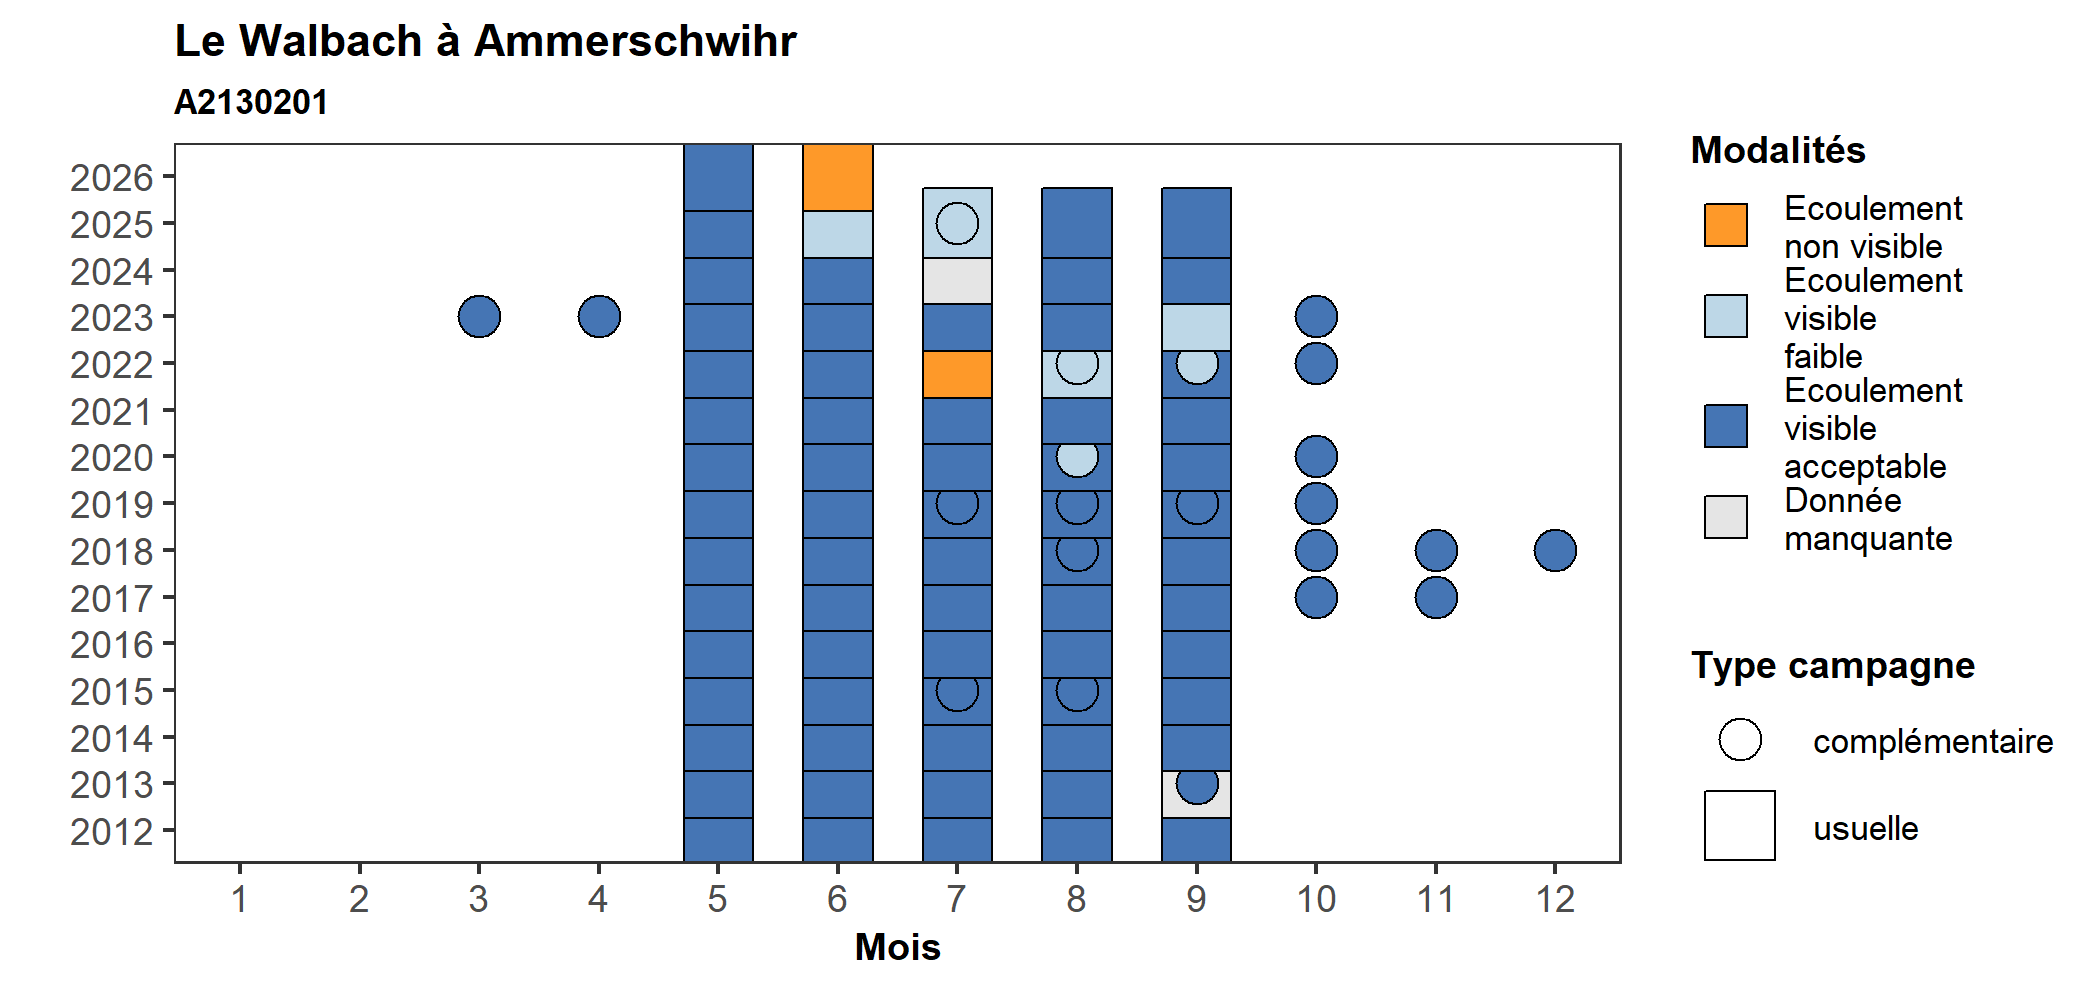 Le Walbach à Ammerschwihr
A2130201
2026
2025
2024
2023
2022
2021
2020
2019
2018
2017
2016
2015
2014
2013
2012
1 2 3 4 5 6 7 8 9 10 11 12
Mois
Modalités
Ecoulement
non visible
Ecoulement
visible
faible
Ecoulement
visible
acceptable
Donnée
manquante
Type campagne
complémentaire
usuelle